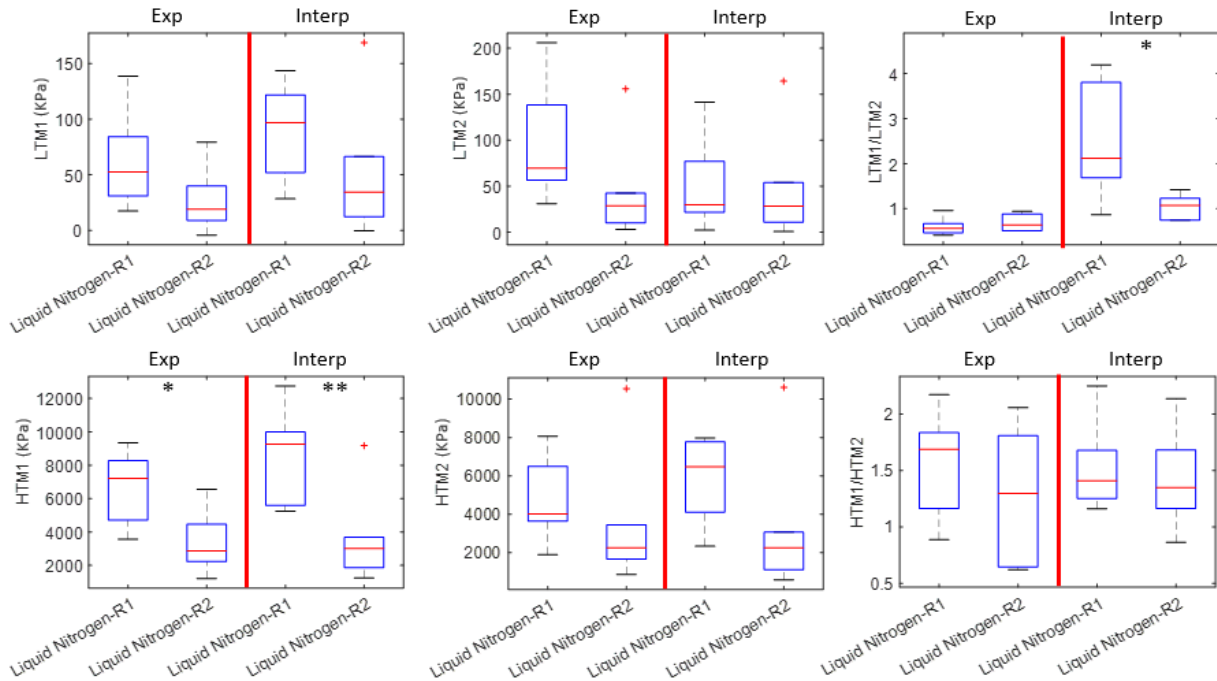 Exp Interp
150
100
50
0
LTM1 (KPa)
Liquid Nitrogen-R1
Liquid Nitrogen-R2
Liquid Nitrogen-R1
Liquid Nitrogen-R2
Exp Interp
200
150
100
50
0
LTM2 (KPa)
Liquid Nitrogen-R1
Liquid Nitrogen-R2
Liquid Nitrogen-R1
Liquid Nitrogen-R2
Exp Interp
*
4
3
2
1
LTM1/LTM2
Liquid Nitrogen-R1
Liquid Nitrogen-R2
Liquid Nitrogen-R1
Liquid Nitrogen-R2
Exp Interp
* **
12000
10000
8000
6000
4000
2000
HTM1 (KPa)
Liquid Nitrogen-R1
Liquid Nitrogen-R2
Liquid Nitrogen-R1
Liquid Nitrogen-R2
Exp Interp
10000
8000
6000
4000
2000
HTM2 (KPa)
Liquid Nitrogen-R1
Liquid Nitrogen-R2
Liquid Nitrogen-R1
Liquid Nitrogen-R2
Exp Interp
2
1.5
1
0.5
HTM1/HTM2
Liquid Nitrogen-R1
Liquid Nitrogen-R2
Liquid Nitrogen-R1
Liquid Nitrogen-R2